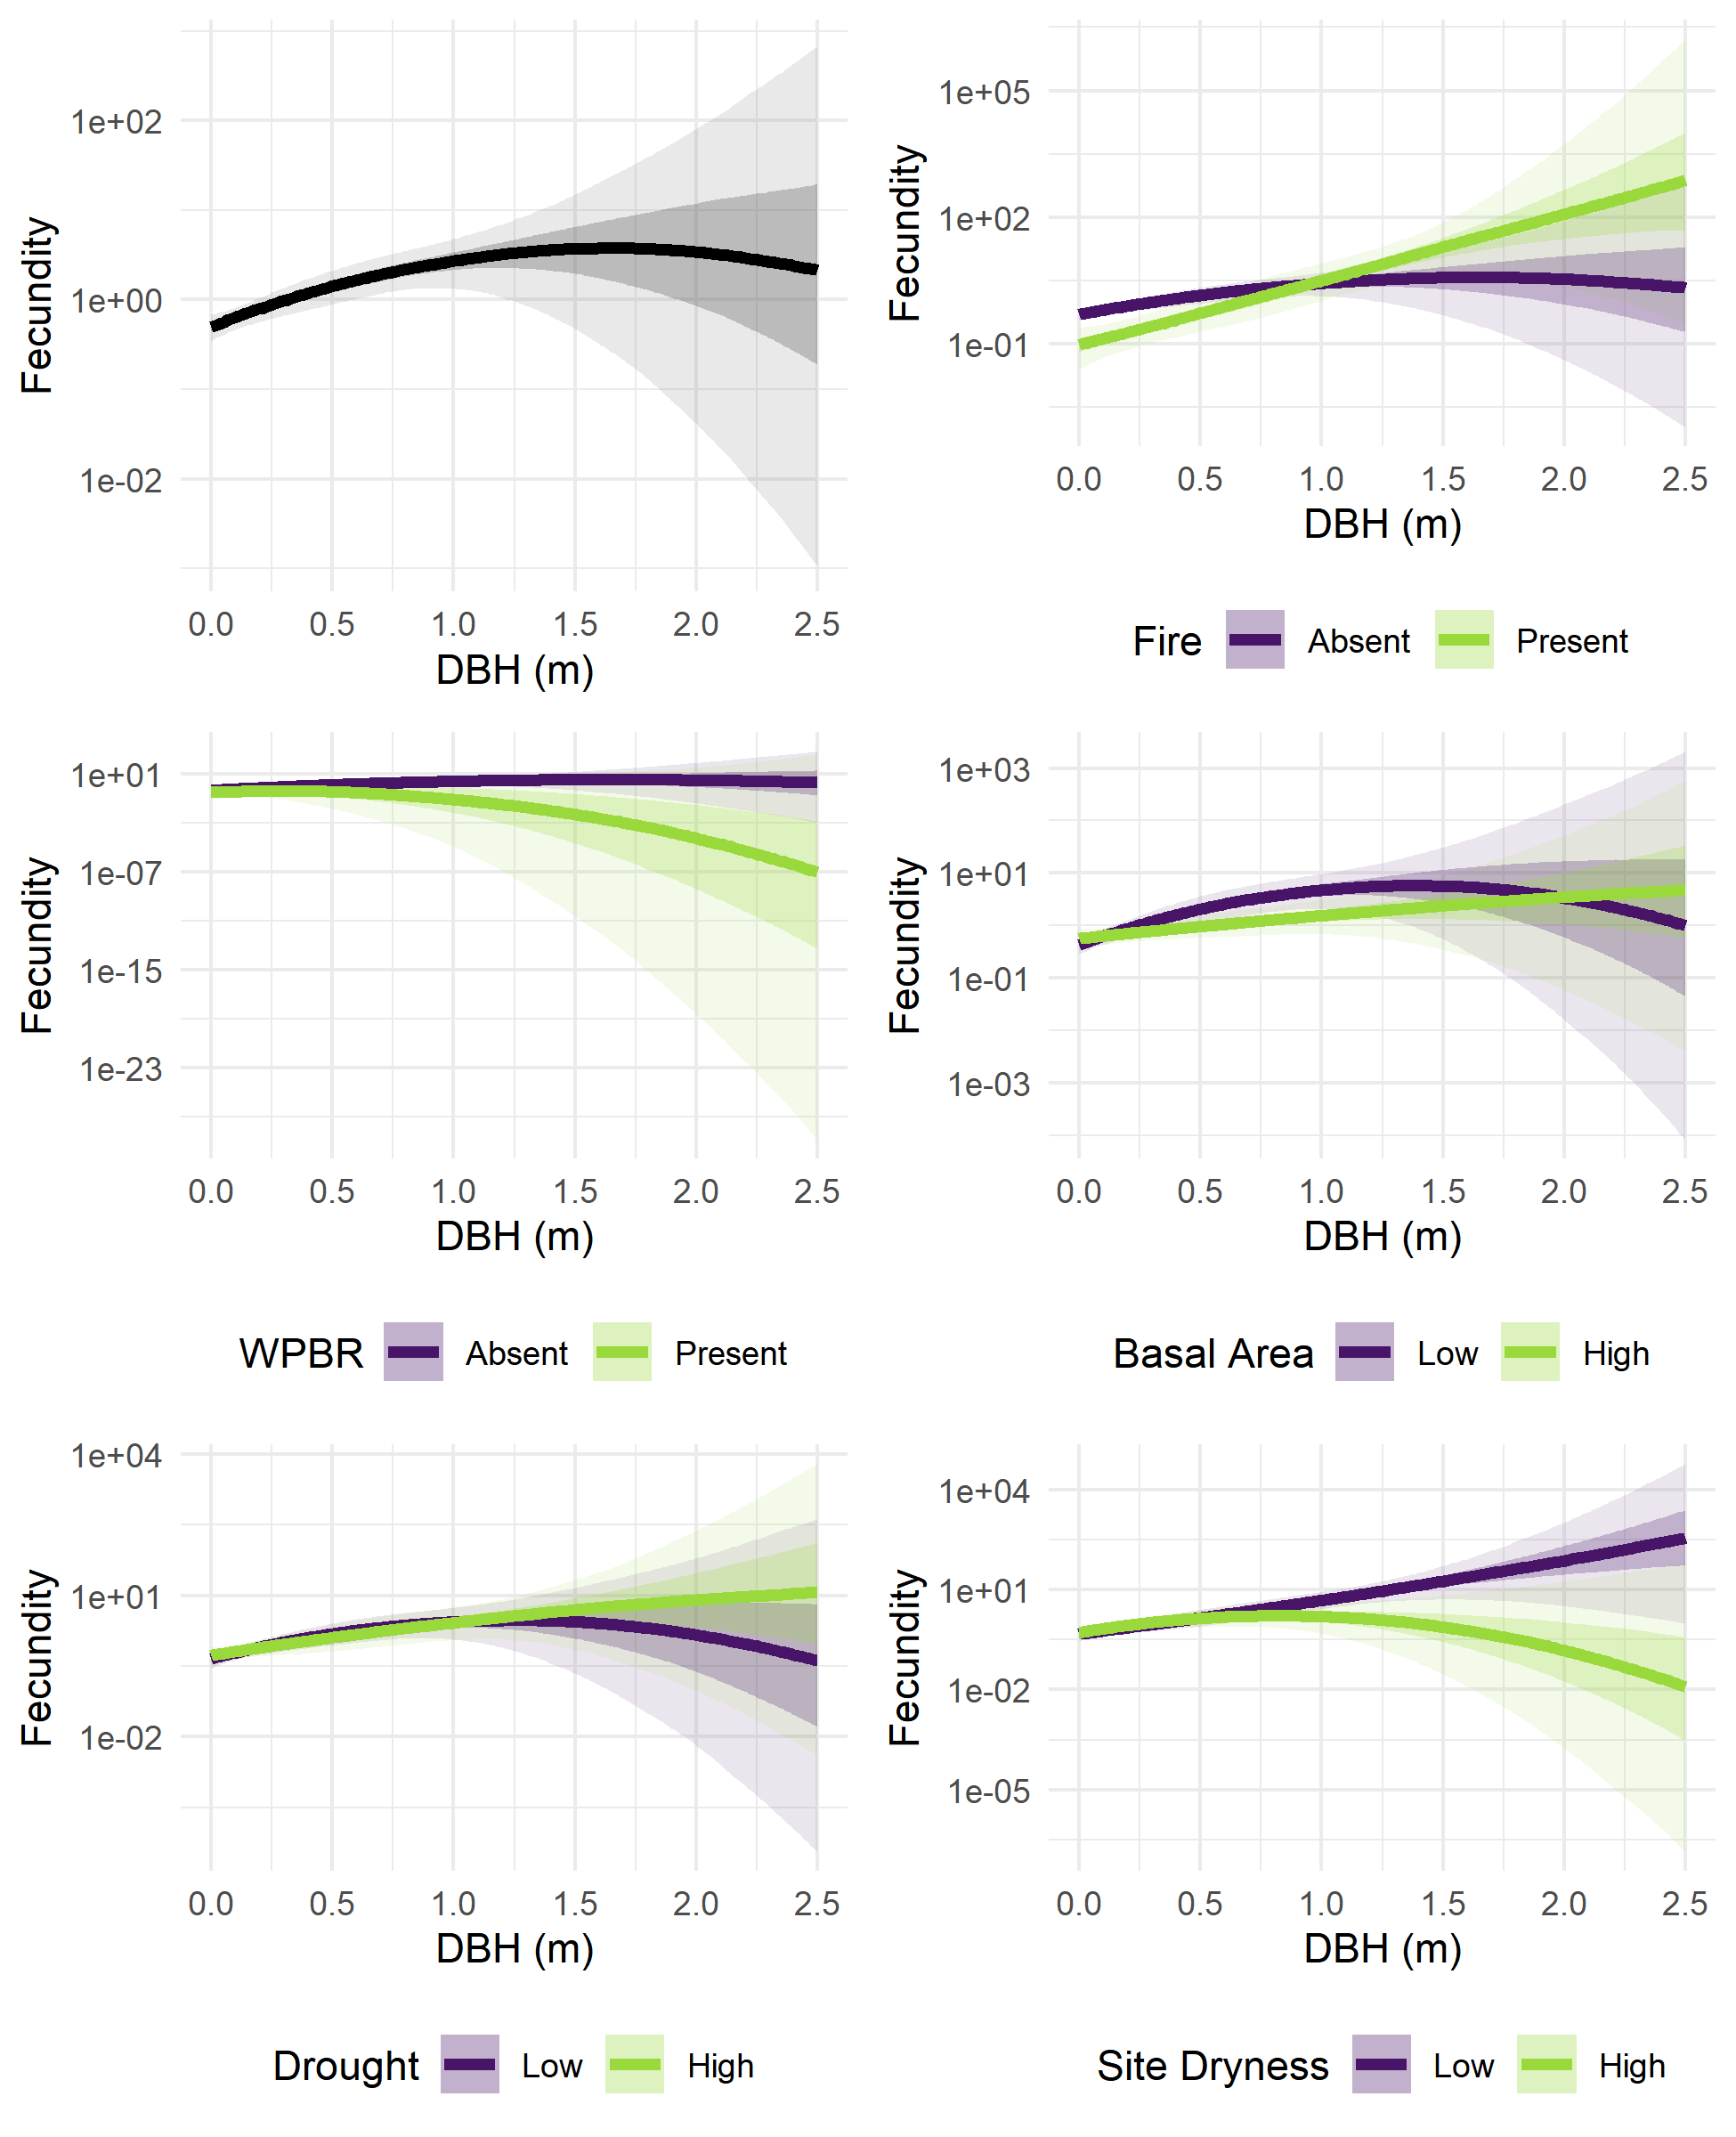 Fecundity
1e+02
1e+00
1e-02
0.0 0.5 1.0 1.5 2.0 2.5
DBH (m)
Fecundity
1e+05
1e+02
1e-01
0.0 0.5 1.0 1.5 2.0 2.5
DBH (m)
Fire Absent Present
Fecundity
1e+01
1e-07
1e-15
1e-23
0.0 0.5 1.0 1.5 2.0 2.5
DBH (m)
WPBR Absent Present
Fecundity
1e+03
1e+01
1e-01
1e-03
0.0 0.5 1.0 1.5 2.0 2.5
DBH (m)
Basal Area Low High
Fecundity
1e+04
1e+01
1e-02
0.0 0.5 1.0 1.5 2.0 2.5
DBH (m)
Drought Low High
Fecundity
1e+04
1e+01
1e-02
1e-05
0.0 0.5 1.0 1.5 2.0 2.5
DBH (m)
Site Dryness Low High